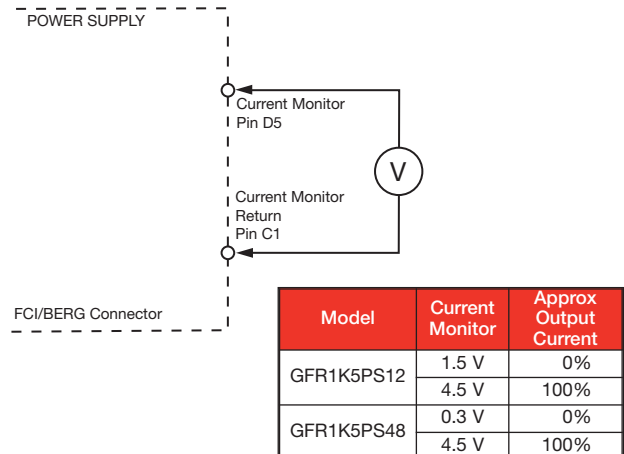 POWER SUPPLY
Current Monitor
Pin D5
V
Current Monitor
Return
Pin C1
FCI/BERG Connector
Model Current Monitor Approx Output Current
GFR1K5PS12 1.5 V 0%
4.5 V 100%
GFR1K5PS48 0.3 V 0%
4.5 V 100%